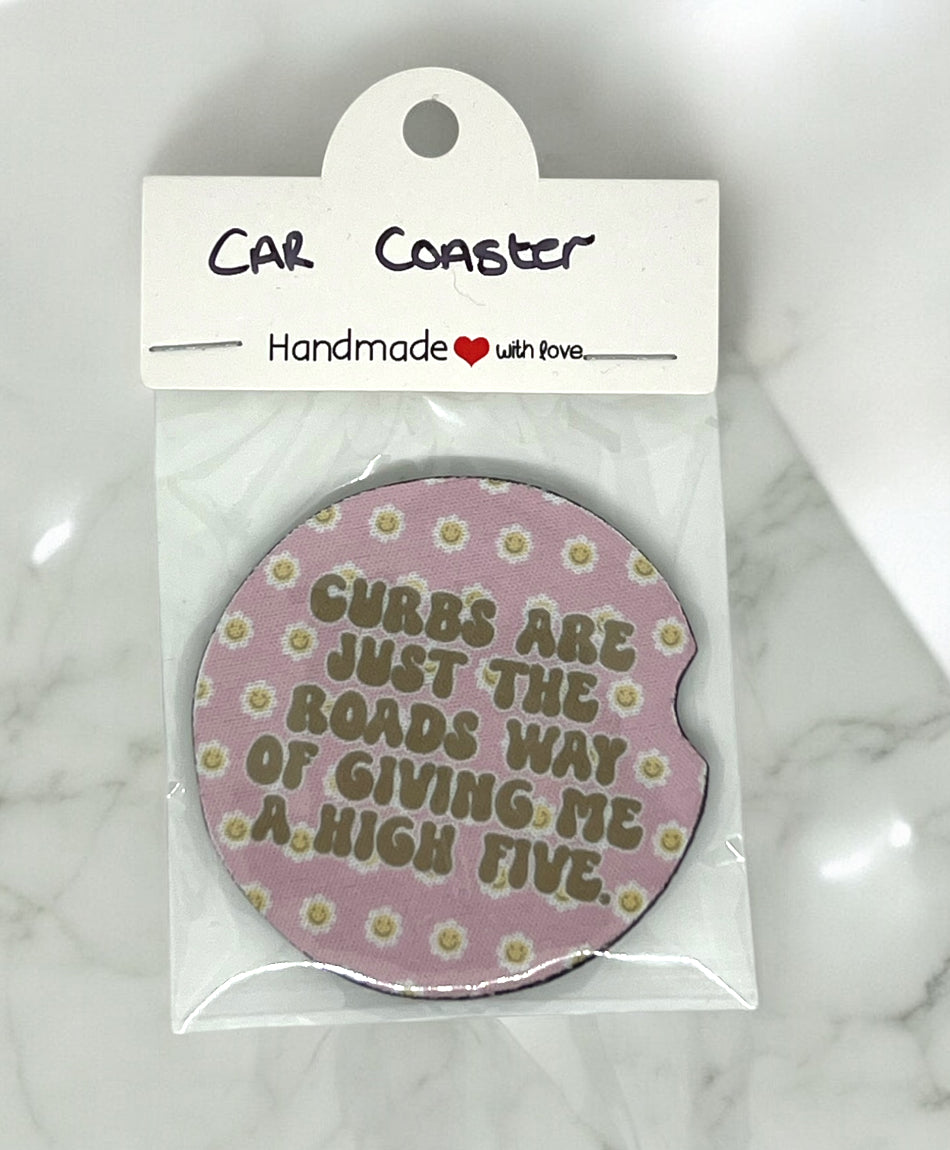 CAR COASter
Handmade with love
CURBS ARE
JUST THE
ROADS WAY
OF GIVING ME
A HIGH FIVE.